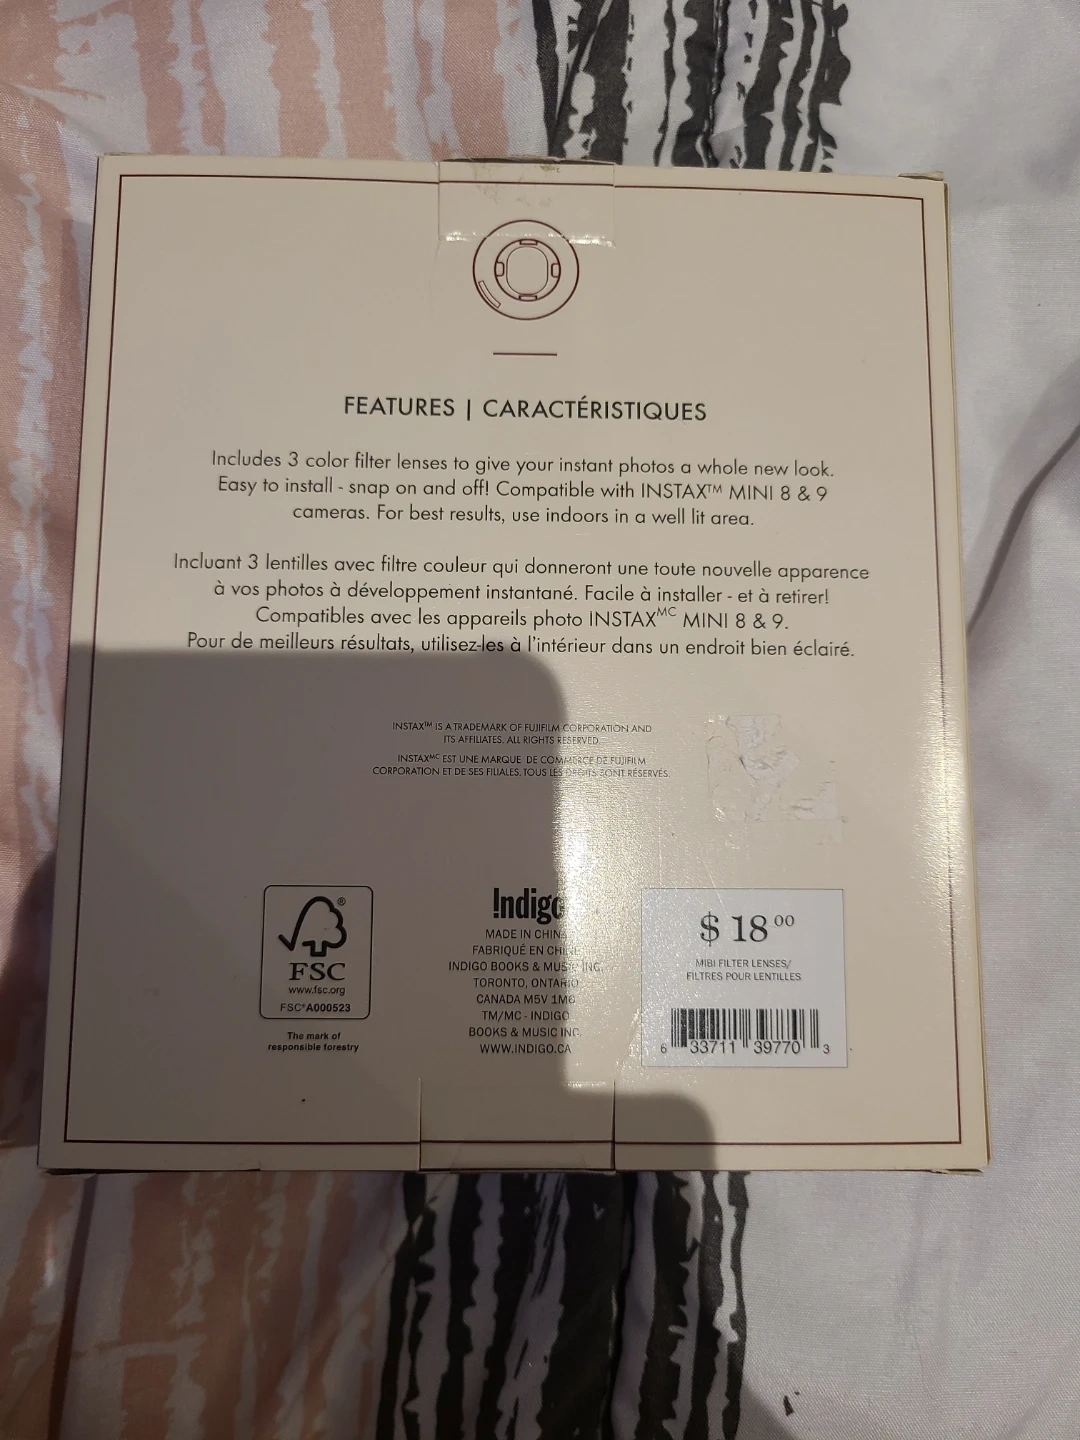 FEATURES | CARACTÉRISTIQUES
Includes 3 color filter lenses to give your instant photos a whole new look.
Easy to install - snap on and off! Compatible with INSTAX™ MINI 8 & 9
cameras. For best results, use indoors in a well lit area.
Incluant 3 lentilles avec filtre couleur qui donneront une toute nouvelle apparence
à vos photos à développement instantané. Facile à installer - et à retirer!
Compatibles avec les appareils photo INSTAXᴹᶜ MINI 8 & 9.
Pour de meilleurs résultats, utilisez-les à l'intérieur dans un endroit bien éclairé.
INSTAX™ IS A TRADEMARK OF FUJIFILM CORPORATION AND
ITS AFFILIATES. ALL RIGHTS RESERVED.
INSTAXᴹᶜ EST UNE MARQUE DE COMMERCE DE FUJIFILM
CORPORATION ET DE SES FILIALES. TOUS LES DROITS SONT RÉSERVÉS.
®
FSC
www.fsc.org
FSC® A000523
The mark of
responsible forestry
!ndigo
MADE IN CHINA
FABRIQUÉ EN CHINE
INDIGO BOOKS & MUSIC INC.
TORONTO, ONTARIO
CANADA M5V 1M6
TM/MC - INDIGO
BOOKS & MUSIC INC.
WWW.INDIGO.CA
$ 18 00
MIBI FILTER LENSES/
FILTRES POUR LENTILLES
6 33711 39770 3